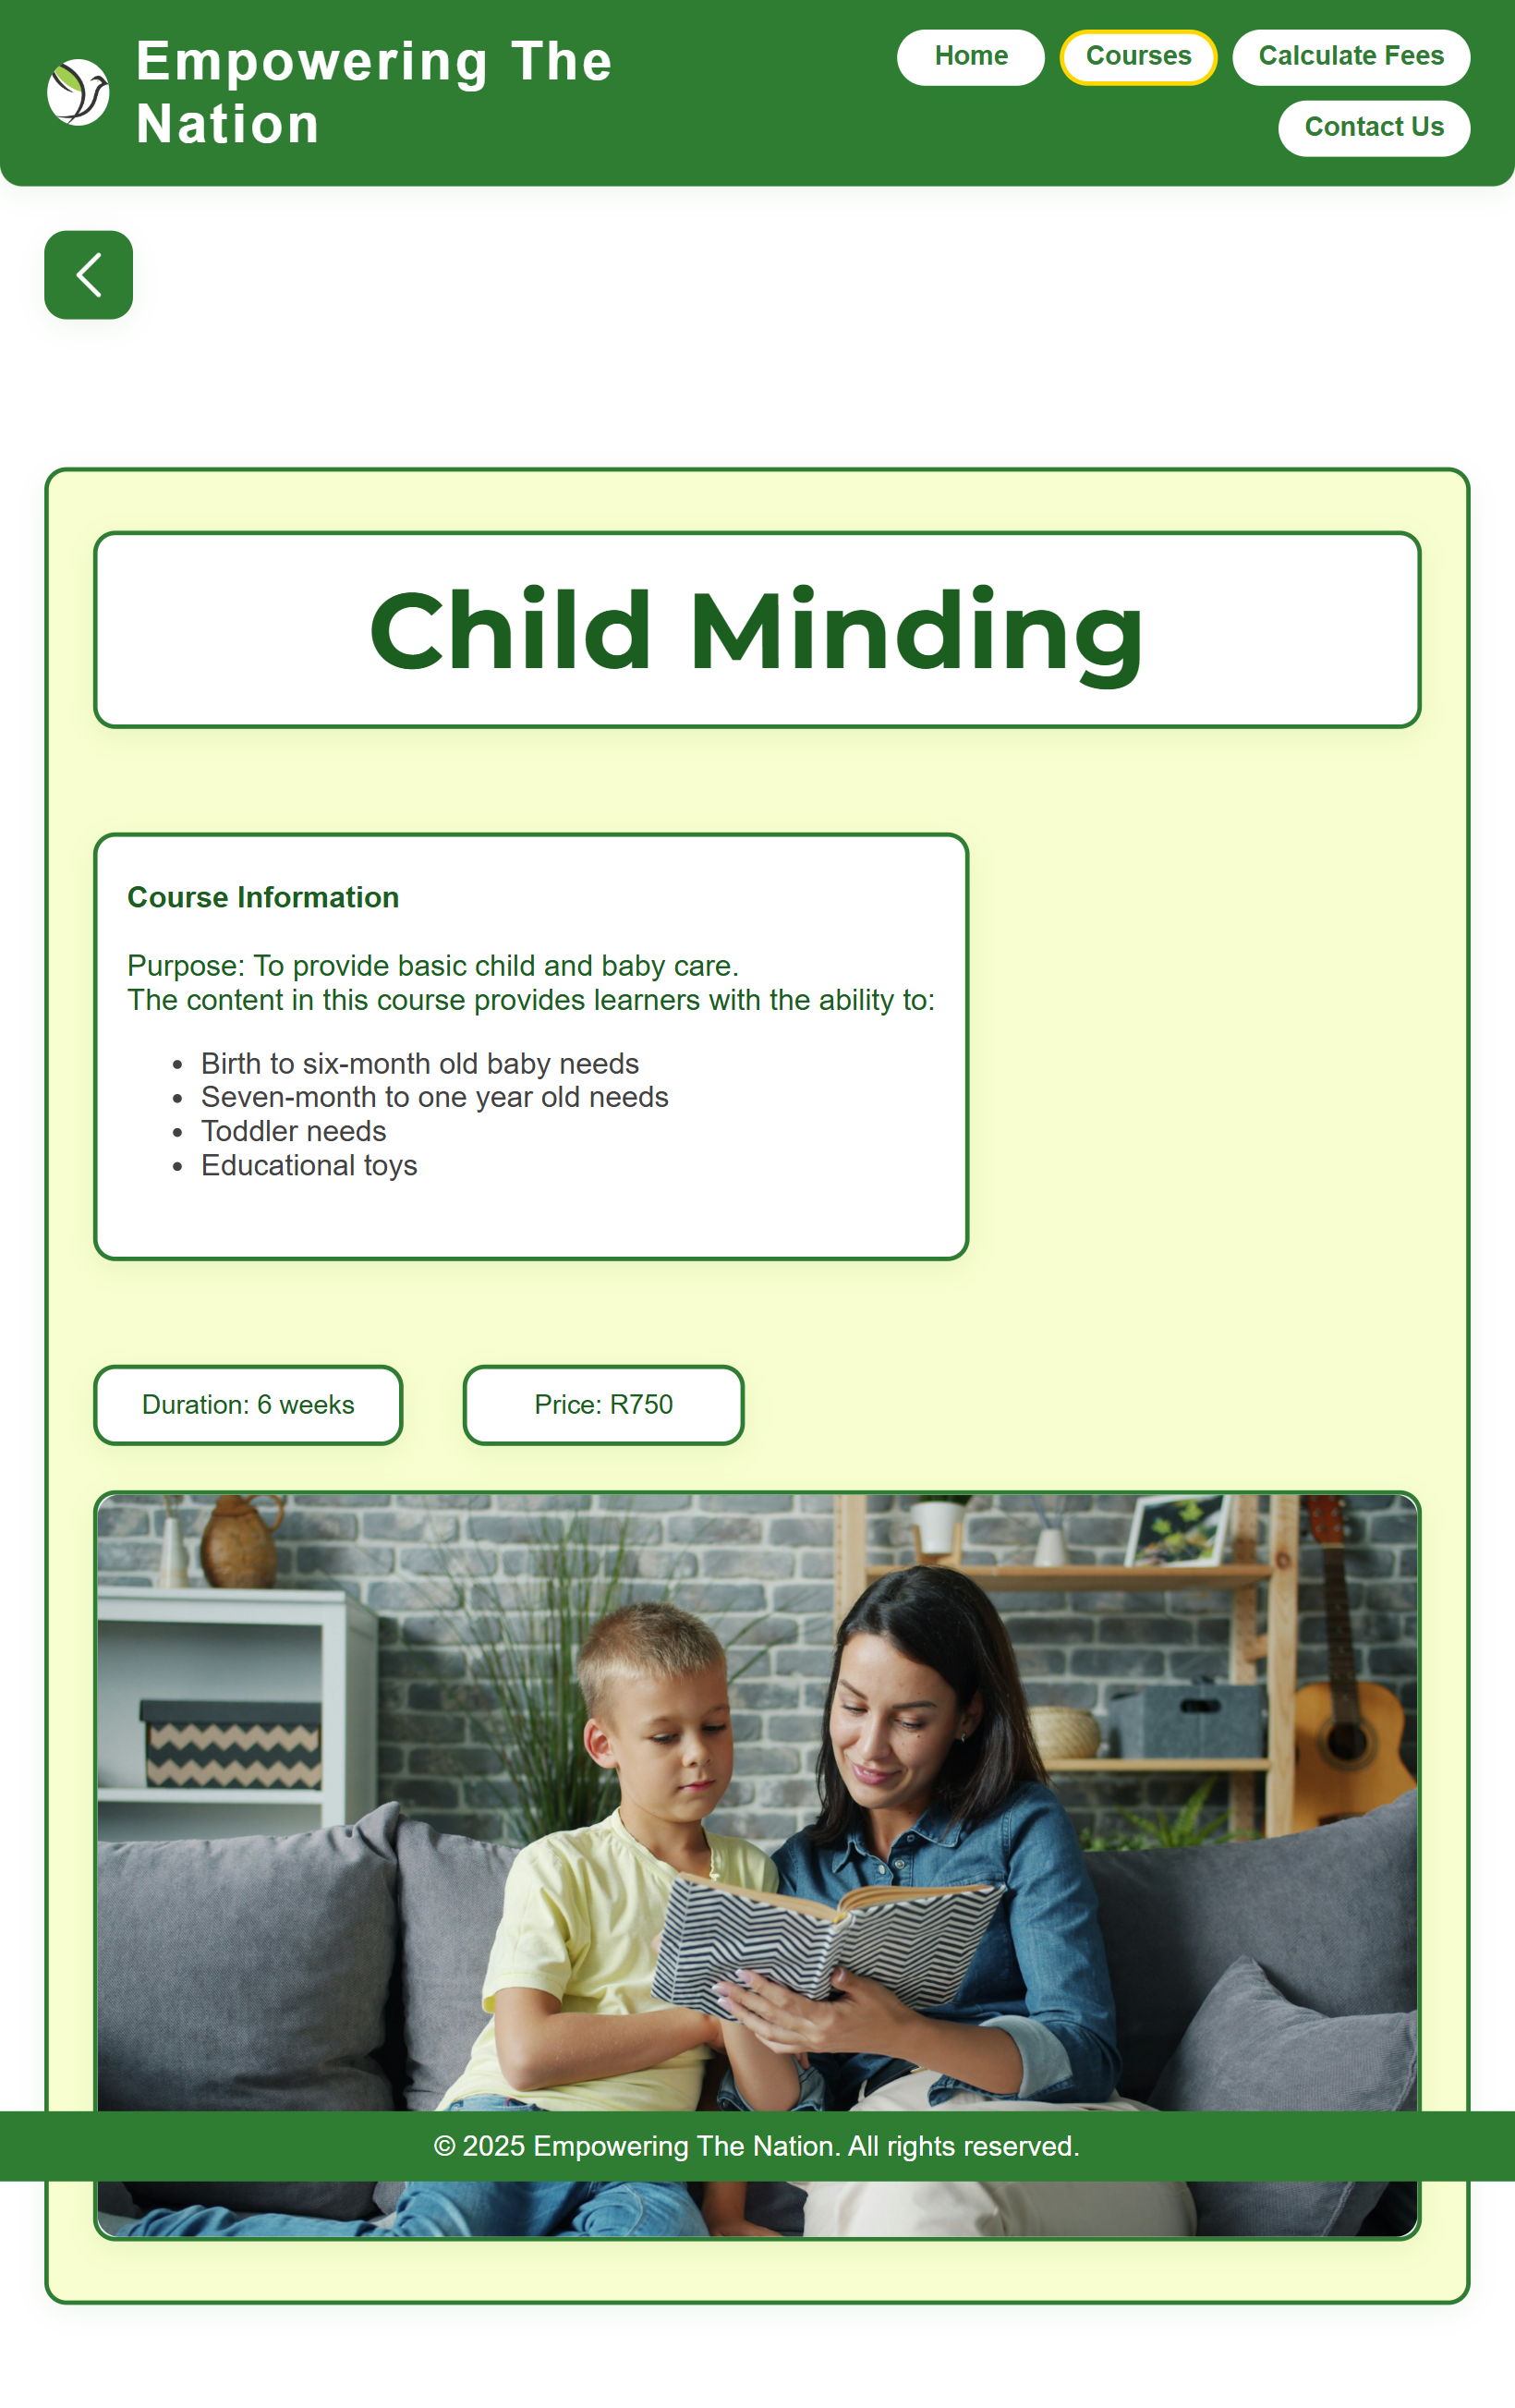 Empowering The
Nation
Home
Courses
Calculate Fees
Contact Us
Child Minding
Course Information
Purpose: To provide basic child and baby care.
The content in this course provides learners with the ability to:
• Birth to six-month old baby needs
• Seven-month to one year old needs
• Toddler needs
• Educational toys
Duration: 6 weeks
Price: R750
© 2025 Empowering The Nation. All rights reserved.